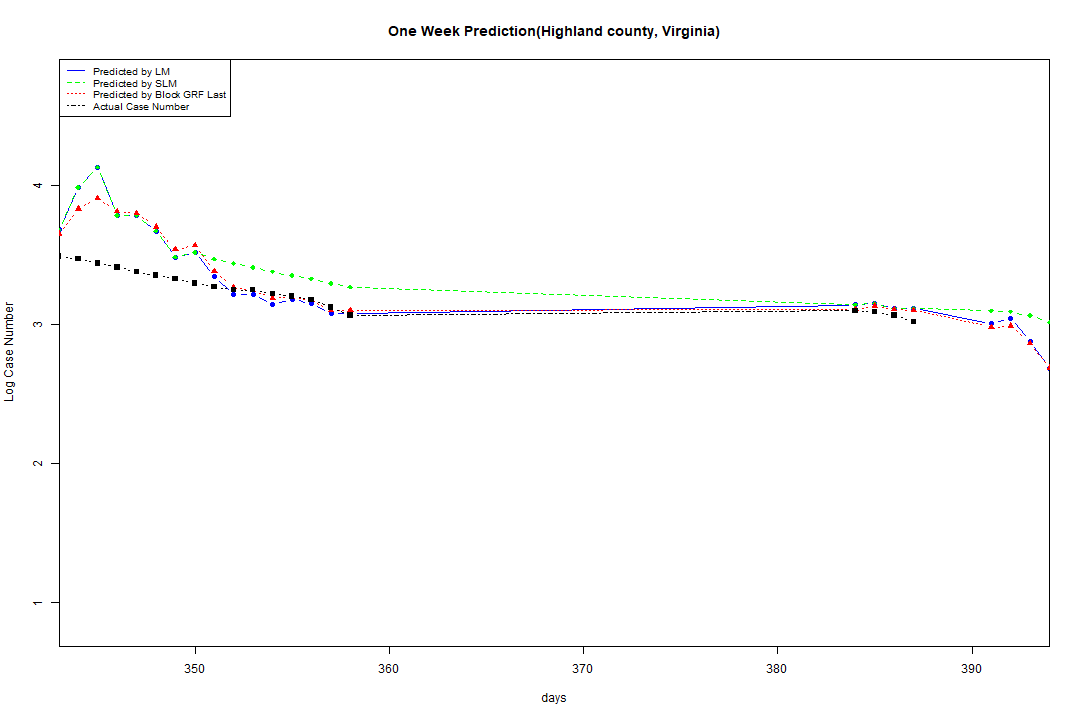 One Week Prediction(Highland county, Virginia)
Predicted by LM
Predicted by SLM
Predicted by Block GRF Last
Actual Case Number
Log Case Number
4
3
2
1
350
360
370
380
390
days